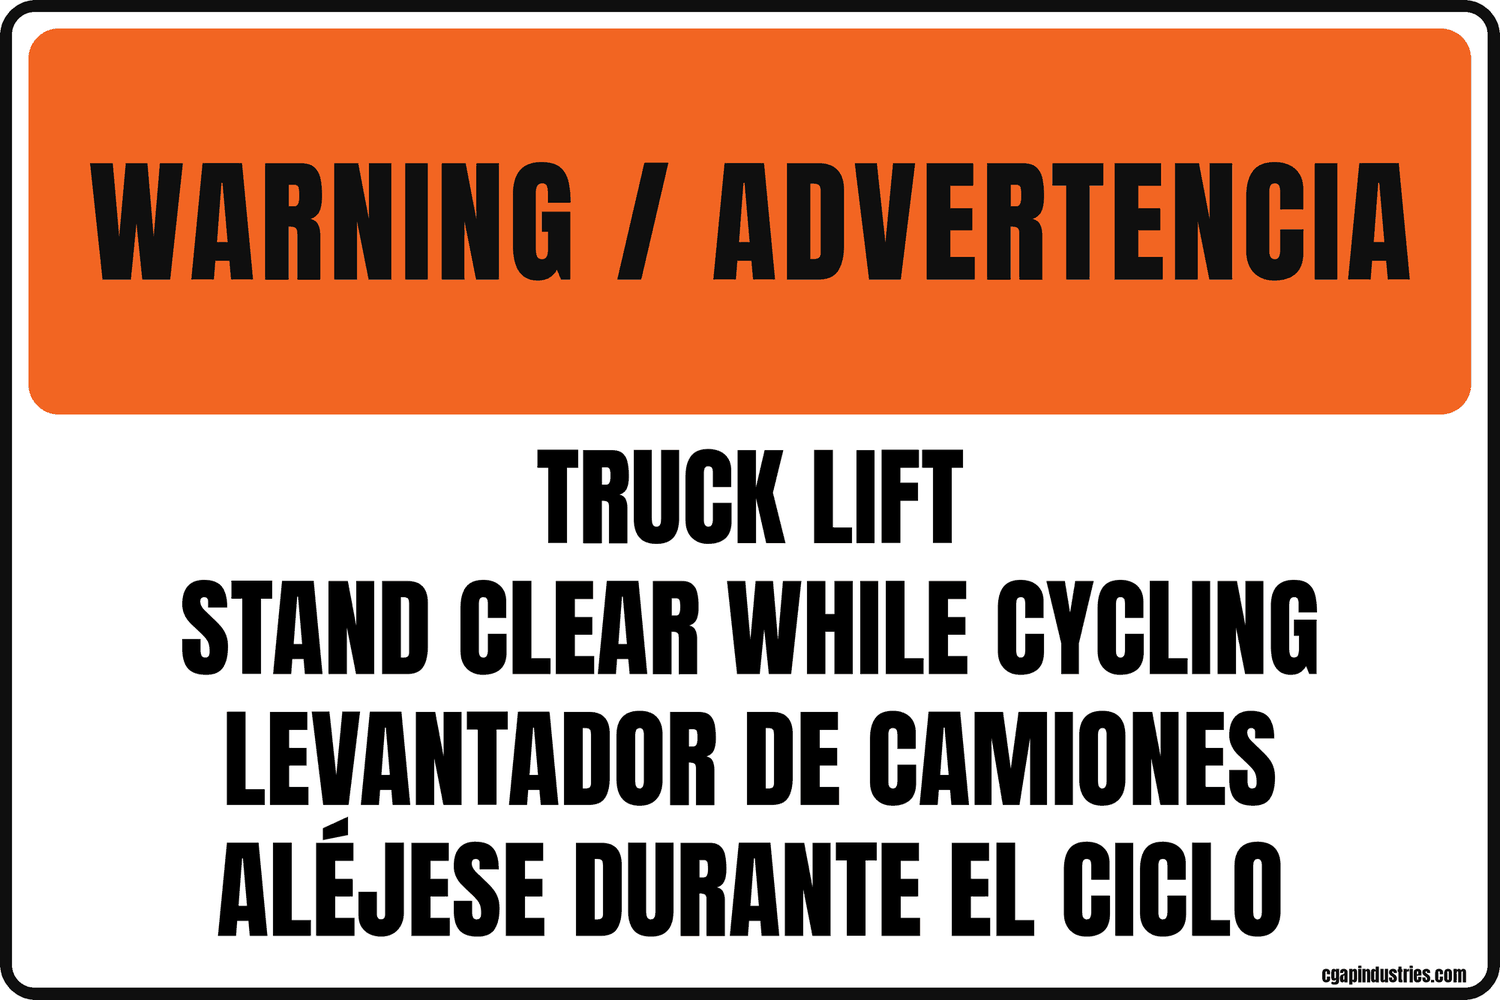 WARNING / ADVERTENCIA
TRUCK LIFT
STAND CLEAR WHILE CYCLING
LEVANTADOR DE CAMIONES
ALÉJESE DURANTE EL CICLO
cgapindustries.com